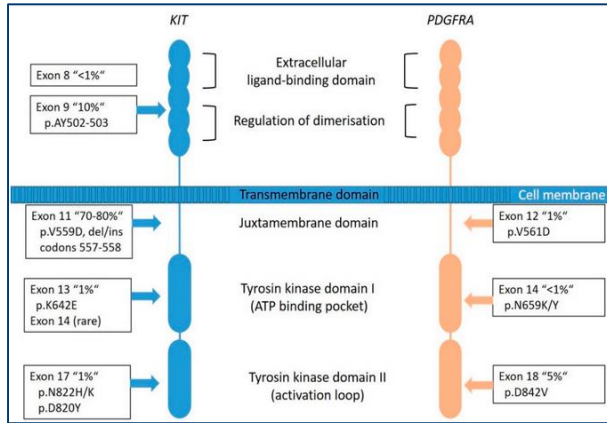 KIT
PDGFRA
Exon 8 "<1%"
Extracellular
ligand-binding domain
Exon 9 "10%"
p.AY502-503
Regulation of dimerisation
Transmembrane domain
Cell membrane
Exon 11 "70-80%"
p.V559D, del/ins
codons 557-558
Juxtamembrane domain
Exon 12 "1%"
p.V561D
Exon 13 "1%"
p.K642E
Exon 14 (rare)
Tyrosin kinase domain I
(ATP binding pocket)
Exon 14 "<1%"
p.N659K/Y
Exon 17 "1%"
p.N822H/K
p.D820Y
Tyrosin kinase domain II
(activation loop)
Exon 18 "5%"
p.D842V